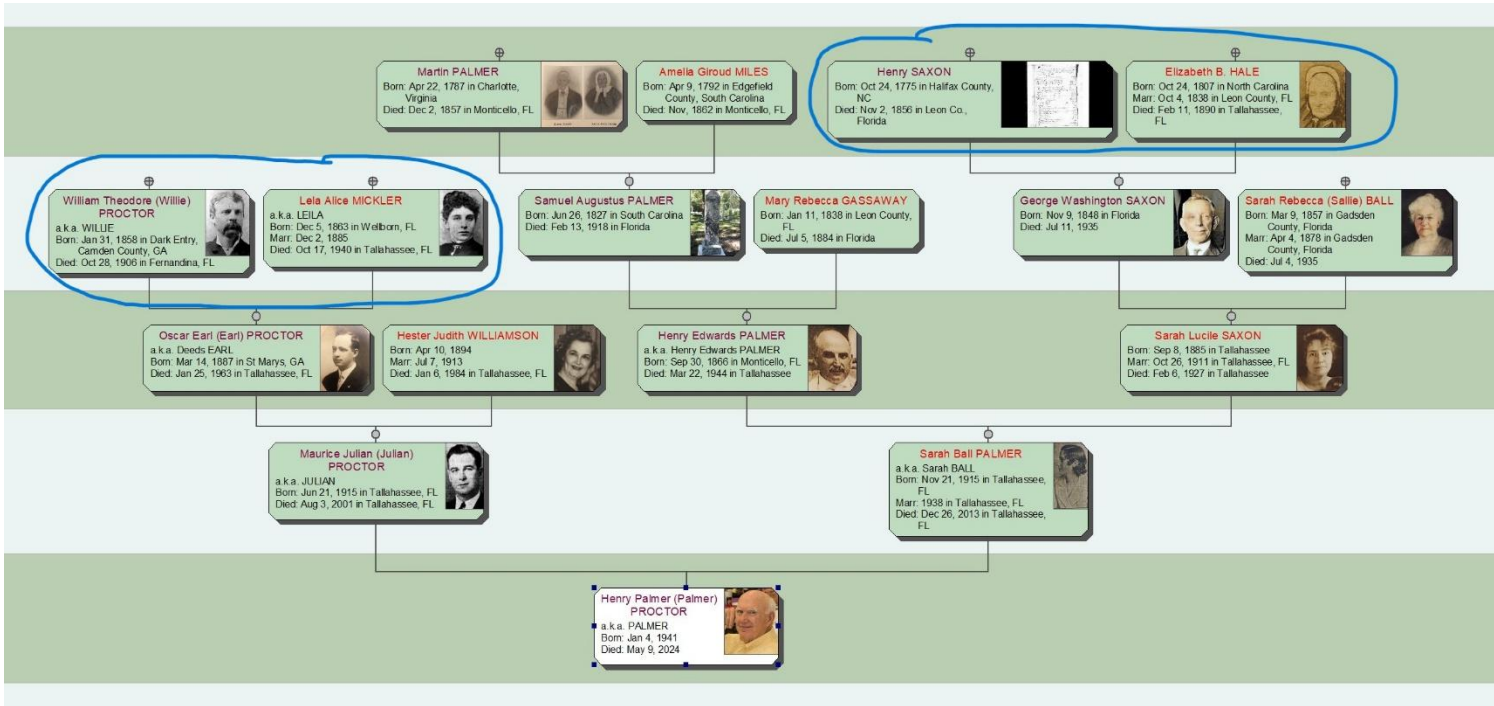 Martin PALMER
Born: Apr 22, 1787 in Charlotte,
Virginia
Died: Dec 2, 1857 in Monticello, FL
Amelia Giroud MILES
Born: Apr 9, 1792 in Edgefield
County, South Carolina
Died: Nov, 1862 in Monticello, FL
Henry SAXON
Born: Oct 24, 1775 in Halifax County,
NC
Died: Nov 2, 1856 in Leon Co.,
Florida
Elizabeth B. HALE
Born: Oct 24, 1807 in North Carolina
Marr: Oct 4, 1838 in Leon County, FL
Died: Feb 11, 1890 in Tallahassee,
FL
William Theodore (Willie)
PROCTOR
a.k.a. WILLIE
Born: Jan 31, 1858 in Dark Entry,
Camden County, GA
Died: Oct 28, 1906 in Fernandina, FL
Lela Alice MICKLER
a.k.a. LEILA
Born: Dec 5, 1863 in Wellborn, FL
Marr: Dec 2, 1885
Died: Oct 17, 1940 in Tallahassee, FL
Samuel Augustus PALMER
Born: Jun 26, 1827 in South Carolina
Died: Feb 13, 1918 in Florida
Mary Rebecca GASSAWAY
Born: Jan 11, 1838 in Leon County,
FL
Died: Jul 5, 1884 in Florida
George Washington SAXON
Born: Nov 9, 1848 in Florida
Died: Jul 11, 1935
Sarah Rebecca (Sallie) BALL
Born: Mar 9, 1857 in Gadsden
County, Florida
Marr: Apr 4, 1878 in Gadsden
County, Florida
Died: Jul 4, 1935
Oscar Earl (Earl) PROCTOR
a.k.a. Deeds EARL
Born: Mar 14, 1887 in St Marys, GA
Died: Jan 25, 1963 in Tallahassee, FL
Hester Judith WILLIAMSON
Born: Apr 10, 1894
Marr: Jul 7, 1913
Died: Jan 6, 1984 in Tallahassee, FL
Henry Edwards PALMER
a.k.a. Henry Edwards PALMER
Born: Sep 30, 1866 in Monticello, FL
Died: Mar 22, 1944 in Tallahassee
Sarah Lucile SAXON
Born: Sep 8, 1885 in Tallahassee
Marr: Oct 26, 1911 in Tallahassee, FL
Died: Feb 6, 1927 in Tallahassee
Maurice Julian (Julian)
PROCTOR
a.k.a. JULIAN
Born: Jun 21, 1915 in Tallahassee, FL
Died: Aug 3, 2001 in Tallahassee, FL
Sarah Ball PALMER
a.k.a. Sarah BALL
Born: Nov 21, 1915 in Tallahassee,
FL
Marr: 1938 in Tallahassee, FL
Died: Dec 26, 2013 in Tallahassee,
FL
Henry Palmer (Palmer)
PROCTOR
a.k.a. PALMER
Born: Jan 4, 1941
Died: May 9, 2024